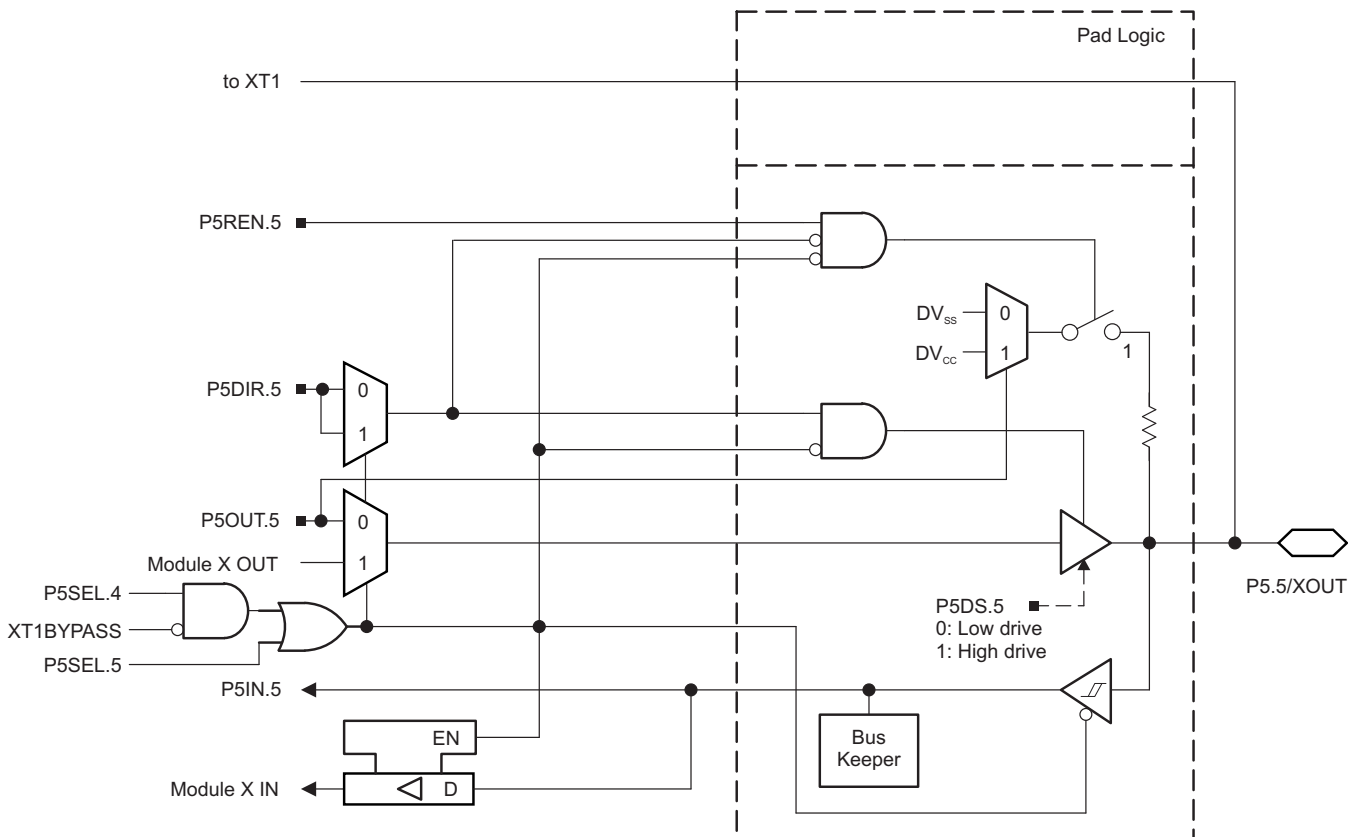 Pad Logic
to XT1
P5REN.5
DVSS
0
DVCC
1
1
P5DIR.5
0
1
P5OUT.5
0
Module X OUT
1
P5SEL.4
XT1BYPASS
P5SEL.5
P5DS.5
0: Low drive
1: High drive
P5.5/XOUT
P5IN.5
EN
Bus
Keeper
Module X IN
D